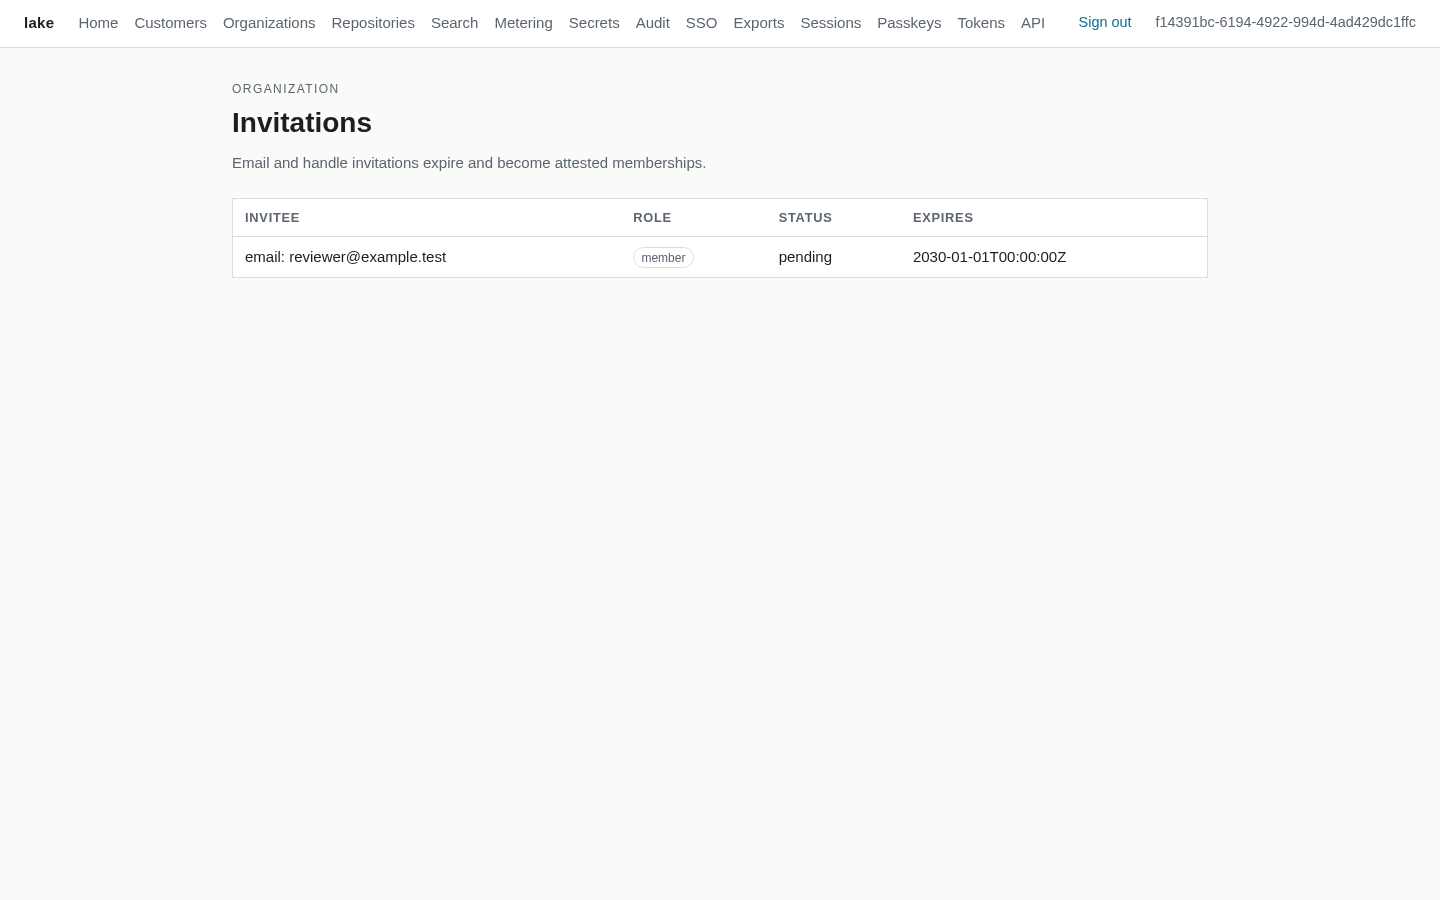 lake Home Customers Organizations Repositories Search Metering Secrets Audit SSO Exports Sessions Passkeys Tokens API Sign out f14391bc-6194-4922-994d-4ad429dc1ffc
ORGANIZATION
Invitations
Email and handle invitations expire and become attested memberships.
INVITEE ROLE STATUS EXPIRES
email: reviewer@example.test member pending 2030-01-01T00:00:00Z